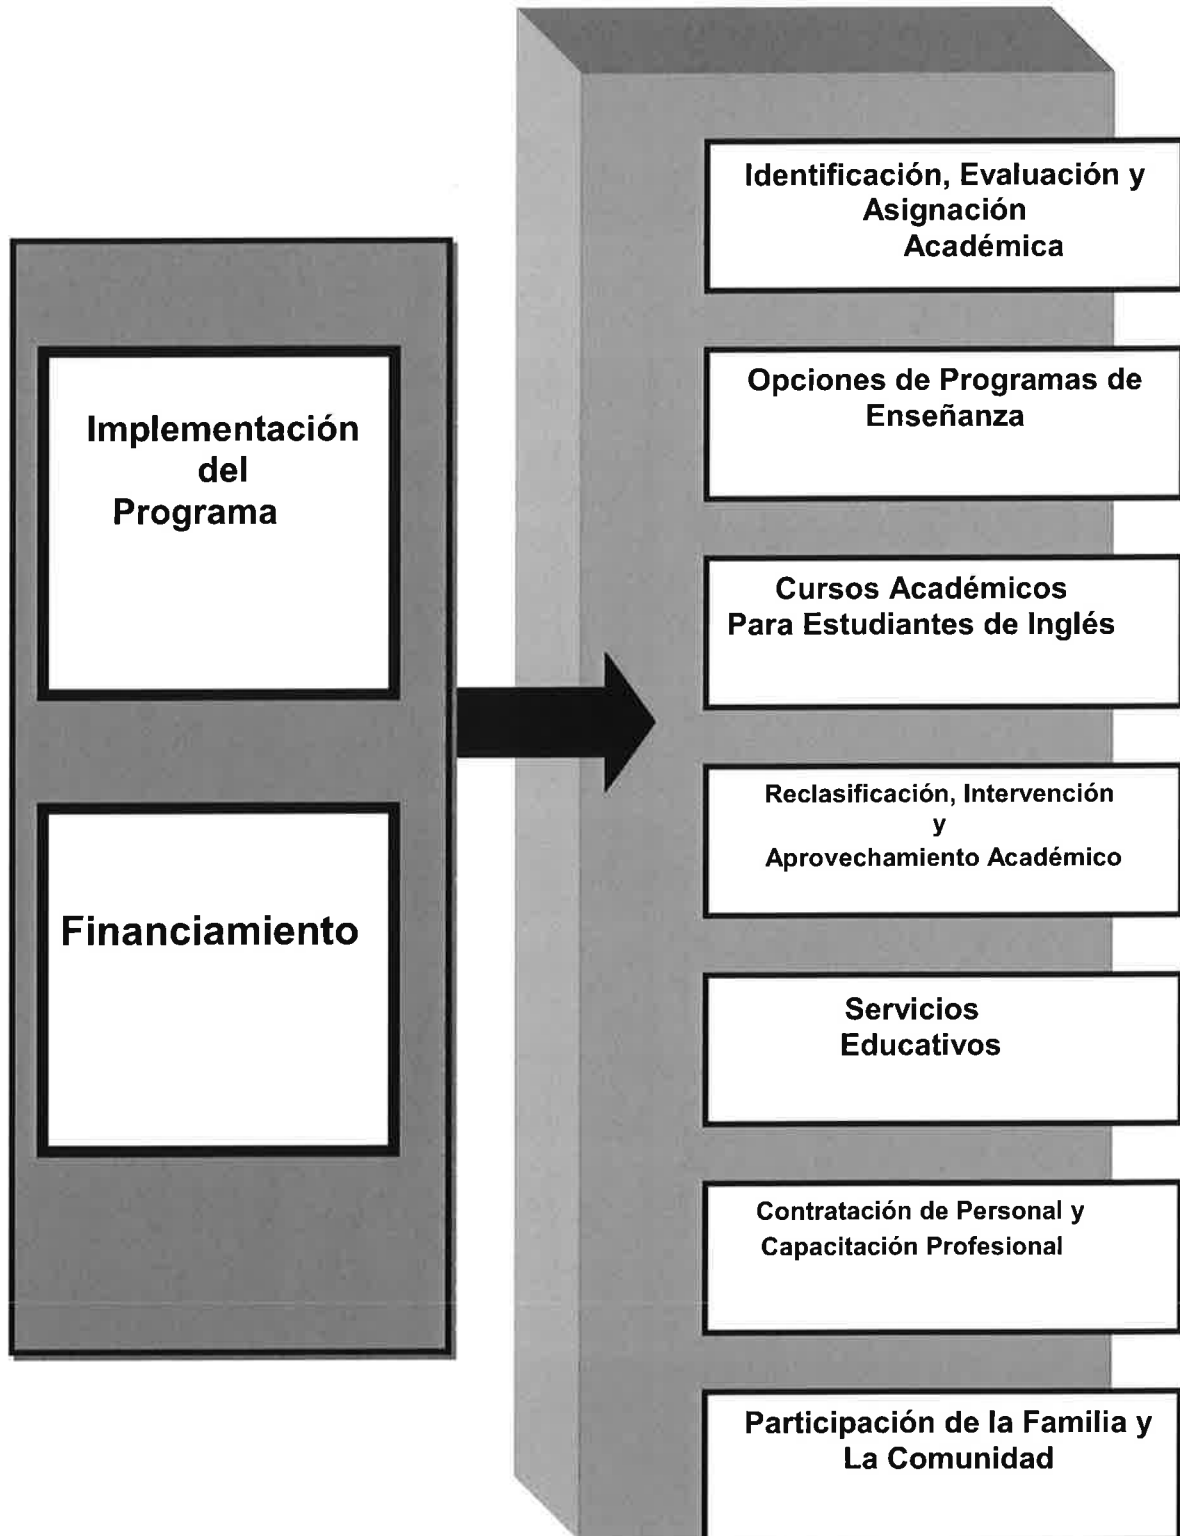 Implementación
del
Programa
Financiamiento
Identificación, Evaluación y
Asignación
Académica
Opciones de Programas de
Enseñanza
Cursos Académicos
Para Estudiantes de Inglés
Reclasificación, Intervención
y
Aprovechamiento Académico
Servicios
Educativos
Contratación de Personal y
Capacitación Profesional
Participación de la Familia y
La Comunidad